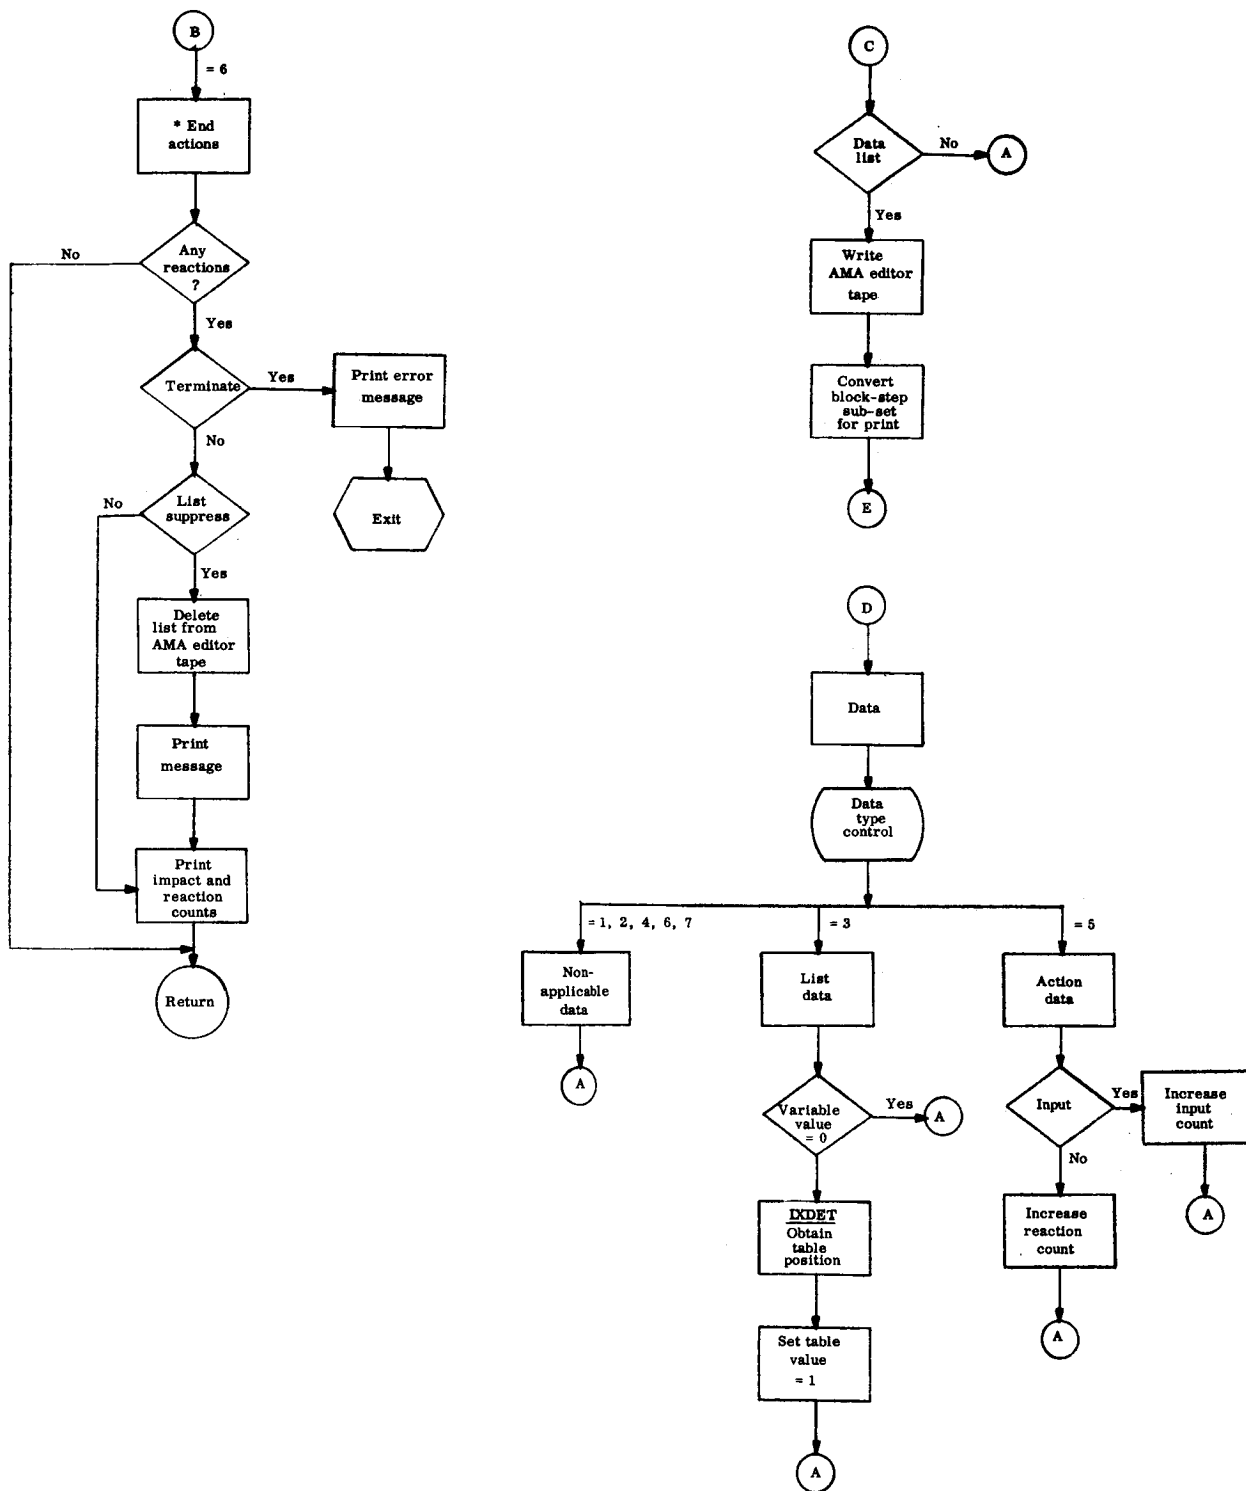 B
= 6
* End
actions
Any
reactions
?
No
Yes
Terminate
Yes
Print error
message
Exit
No
List
suppress
No
Yes
Delete
list from
AMA editor
tape
Print
message
Print
impact and
reaction
counts
Return
C
Data
list
No
A
Yes
Write
AMA editor
tape
Convert
block-step
sub-set
for print
E
D
Data
Data
type
control
= 1, 2, 4, 6, 7
= 3
= 5
Non-
applicable
data
A
List
data
Variable
value
= 0
Yes
A
IXDET
Obtain
table
position
Set table
value
= 1
A
Action
data
Input
Yes
Increase
input
count
A
No
Increase
reaction
count
A